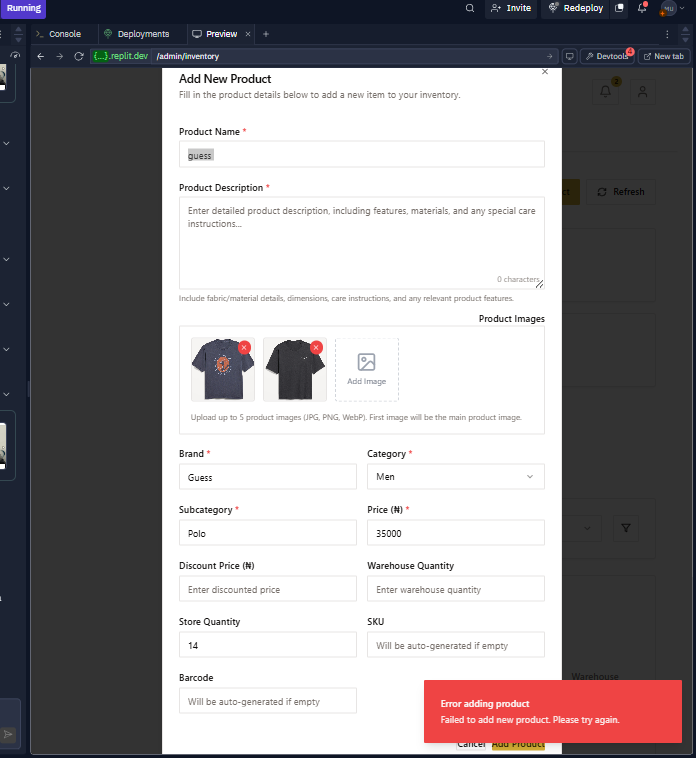 Running
Invite
Redeploy
MU
Console
Deployments
Preview
{...}.replit.dev /admin/inventory
Devtools
4
New tab
Add New Product
Fill in the product details below to add a new item to your inventory.
2
Product Name *
guess
Refresh
Product Description *
Enter detailed product description, including features, materials, and any special care
instructions...
0 characters
Include fabric/material details, dimensions, care instructions, and any relevant product features.
Product Images
Add Image
Upload up to 5 product images (JPG, PNG, WebP). First image will be the main product image.
Brand *
Category *
Guess
Men
Subcategory *
Price (₦) *
Polo
35000
Discount Price (₦)
Warehouse Quantity
Enter discounted price
Enter warehouse quantity
Store Quantity
SKU
14
Will be auto-generated if empty
Barcode
Warehouse
Will be auto-generated if empty
Error adding product
Failed to add new product. Please try again.
Cancel
Add Product